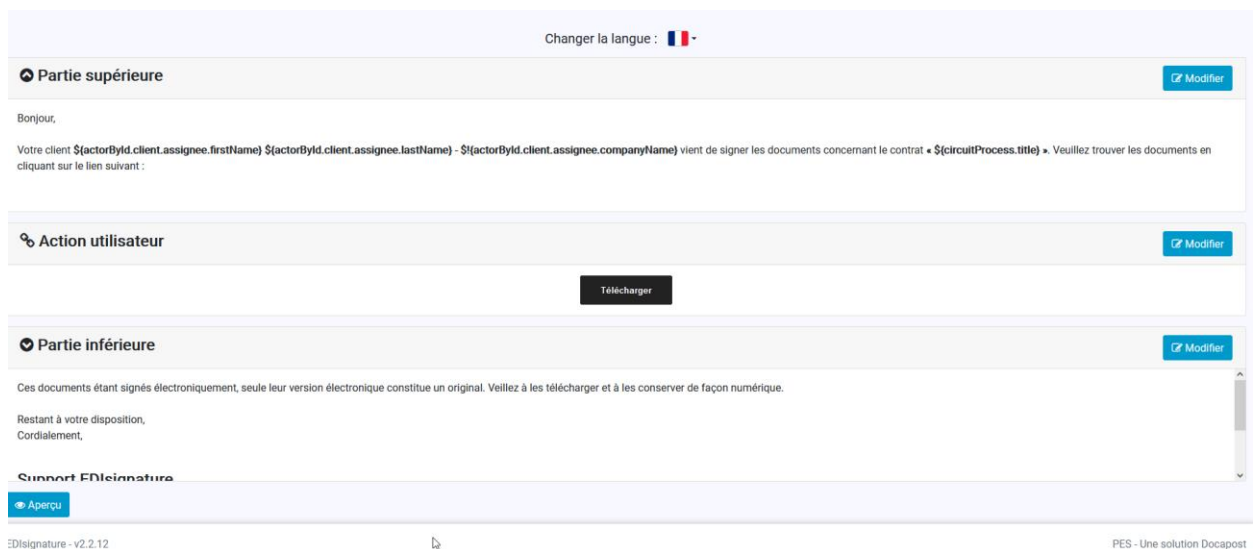 Changer la langue :
Partie supérieure
Modifier
Bonjour,
Votre client ${actorById.client.assignee.firstName} ${actorById.client.assignee.lastName} - $!{actorById.client.assignee.companyName} vient de signer les documents concernant le contrat « ${circuitProcess.title} ». Veuillez trouver les documents en
cliquant sur le lien suivant :
Action utilisateur
Modifier
Télécharger
Partie inférieure
Modifier
Ces documents étant signés électroniquement, seule leur version électronique constitue un original. Veillez à les télécharger et à les conserver de façon numérique.
Restant à votre disposition,
Cordialement,
Support EDIsignature
Aperçu
EDIsignature - v2.2.12
PES - Une solution Docapost